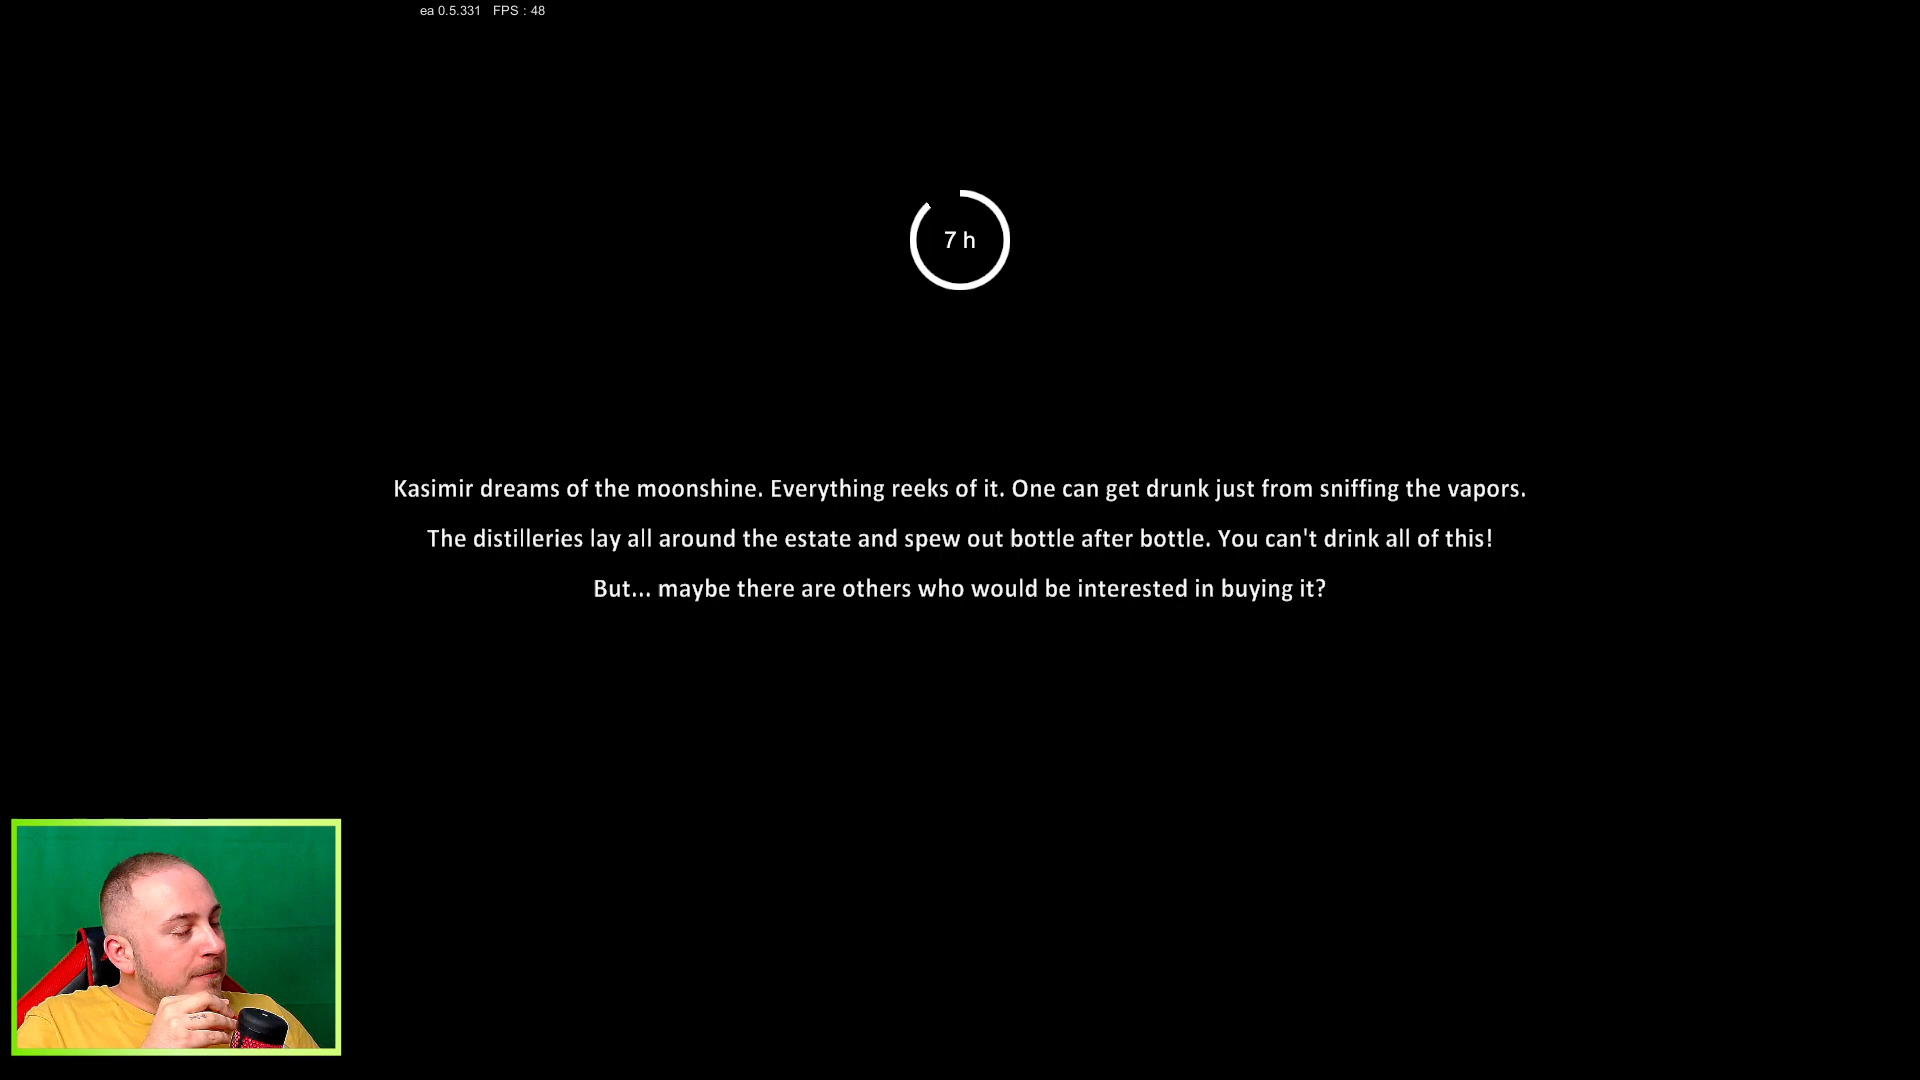 ea 0.5.331 FPS : 48
7 h
Kasimir dreams of the moonshine. Everything reeks of it. One can get drunk just from sniffing the vapors.
The distilleries lay all around the estate and spew out bottle after bottle. You can't drink all of this!
But... maybe there are others who would be interested in buying it?